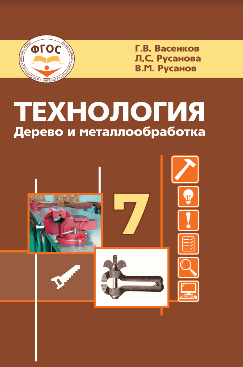 ФГОС
Г.В. Васенков
Л.С. Русанова
В.М. Русанов
ТЕХНОЛОГИЯ
Дерево и металлообработка
7